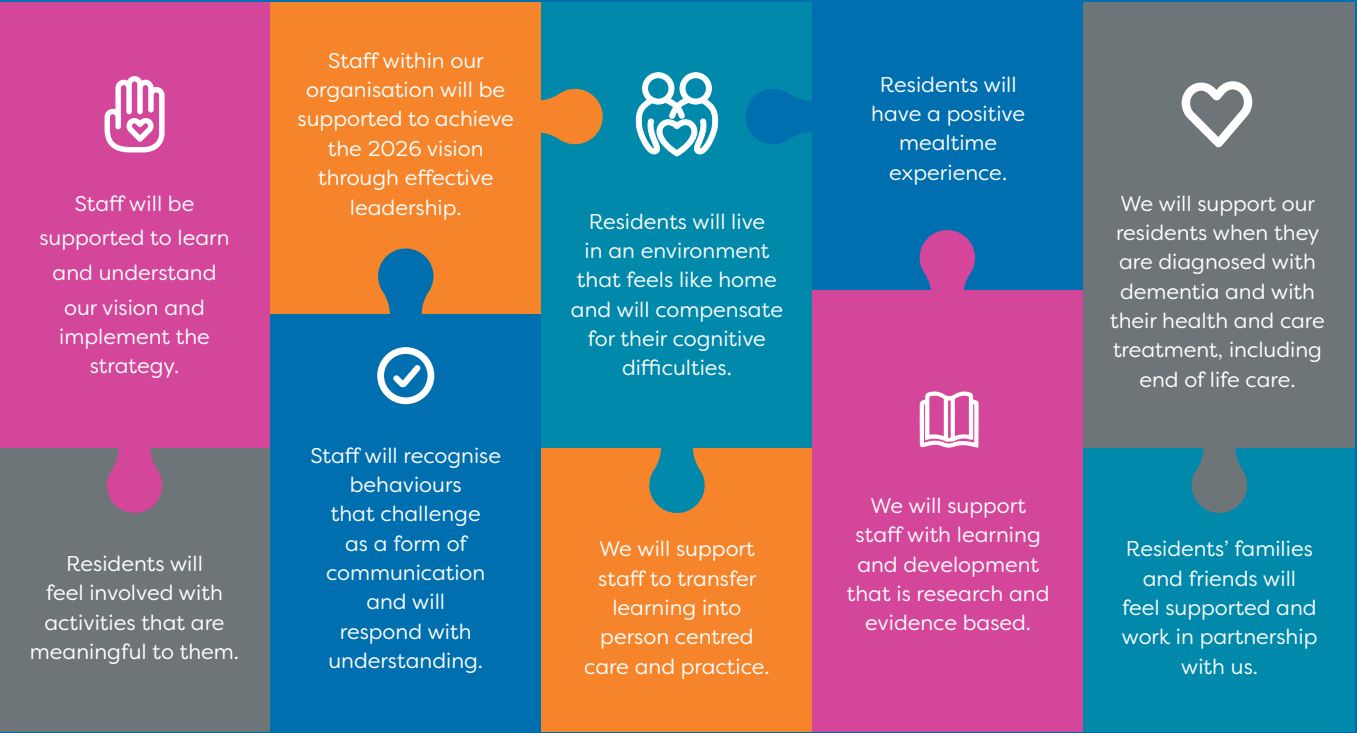 Staff will be
supported to learn
and understand
our vision and
implement the
strategy.
Residents will
feel involved with
activities that are
meaningful to them.
Staff within our
organisation will be
supported to achieve
the 2026 vision
through effective
leadership.
Staff will recognise
behaviours
that challenge
as a form of
communication
and will
respond with
understanding.
Residents will live
in an environment
that feels like home
and will compensate
for their cognitive
difficulties.
We will support
staff to transfer
learning into
person centred
care and practice.
Residents will
have a positive
mealtime
experience.
We will support
staff with learning
and development
that is research and
evidence based.
We will support our
residents when they
are diagnosed with
dementia and with
their health and care
treatment, including
end of life care.
Residents’ families
and friends will
feel supported and
work in partnership
with us.